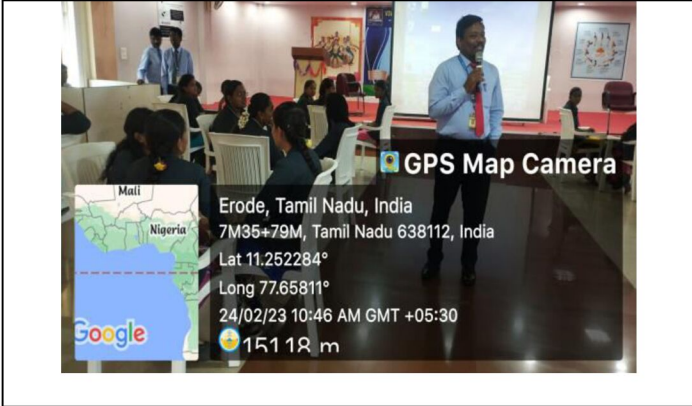 GPS Map Camera
Mali
Nigeria
Google
Erode, Tamil Nadu, India
7M35+79M, Tamil Nadu 638112, India
Lat 11.252284°
Long 77.65811°
24/02/23 10:46 AM GMT +05:30
151.18 m